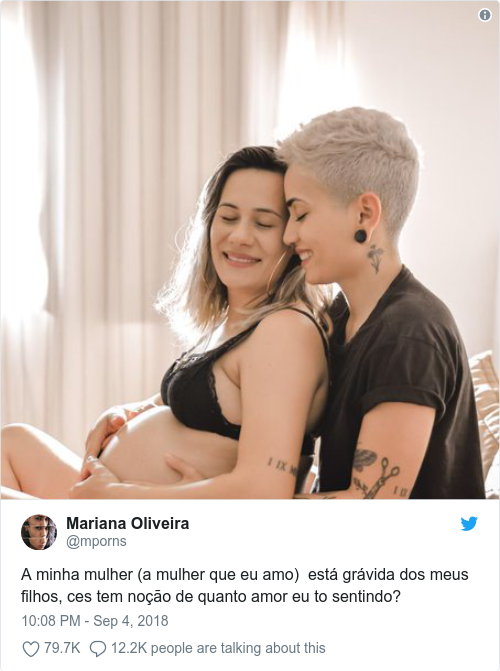 Mariana Oliveira
@mporns
A minha mulher (a mulher que eu amo)  está grávida dos meus
filhos, ces tem noção de quanto amor eu to sentindo?
10:08 PM - Sep 4, 2018
79.7K 12.2K people are talking about this